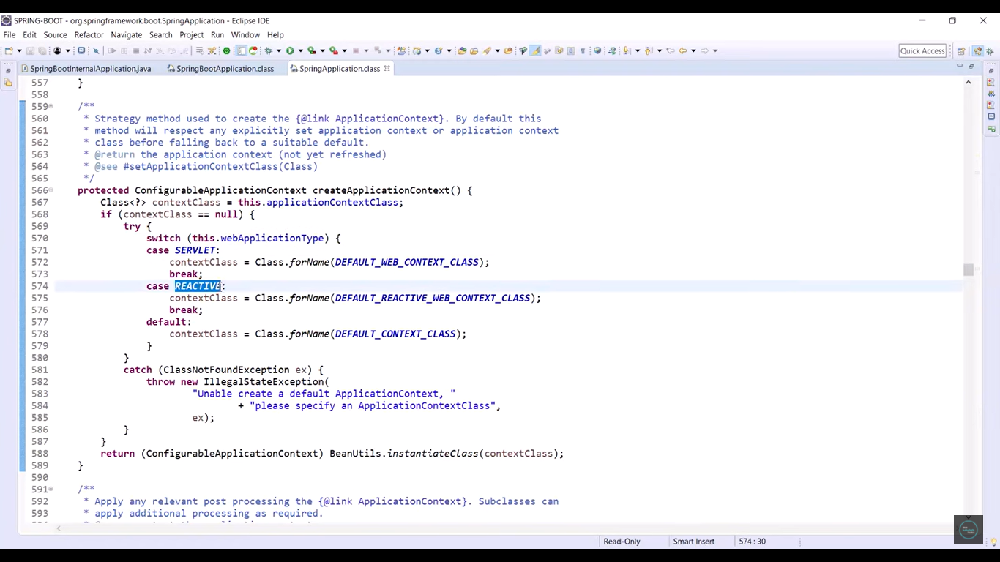 SPRING-BOOT - org.springframework.boot.SpringApplication - Eclipse IDE
File Edit Source Refactor Navigate Search Project Run Window Help
Quick Access
SpringBootInternalApplication.java SpringBootApplication.class SpringApplication.class
557 }
558
559 /**
560 * Strategy method used to create the {@link ApplicationContext}. By default this
561 * method will respect any explicitly set application context or application context
562 * class before falling back to a suitable default.
563 * @return the application context (not yet refreshed)
564 * @see #setApplicationContextClass(Class)
565 */
566 protected ConfigurableApplicationContext createApplicationContext() {
567 Class<?> contextClass = this.applicationContextClass;
568 if (contextClass == null) {
569 try {
570 switch (this.webApplicationType) {
571 case SERVLET:
572 contextClass = Class.forName(DEFAULT_WEB_CONTEXT_CLASS);
573 break;
574 case REACTIVE:
575 contextClass = Class.forName(DEFAULT_REACTIVE_WEB_CONTEXT_CLASS);
576 break;
577 default:
578 contextClass = Class.forName(DEFAULT_CONTEXT_CLASS);
579 }
580 }
581 catch (ClassNotFoundException ex) {
582 throw new IllegalStateException(
583 "Unable create a default ApplicationContext, "
584 + "please specify an ApplicationContextClass",
585 ex);
586 }
587 }
588 return (ConfigurableApplicationContext) BeanUtils.instantiateClass(contextClass);
589 }
590
591 /**
592 * Apply any relevant post processing the {@link ApplicationContext}. Subclasses can
593 * apply additional processing as required.
Read-Only Smart Insert 574 : 30